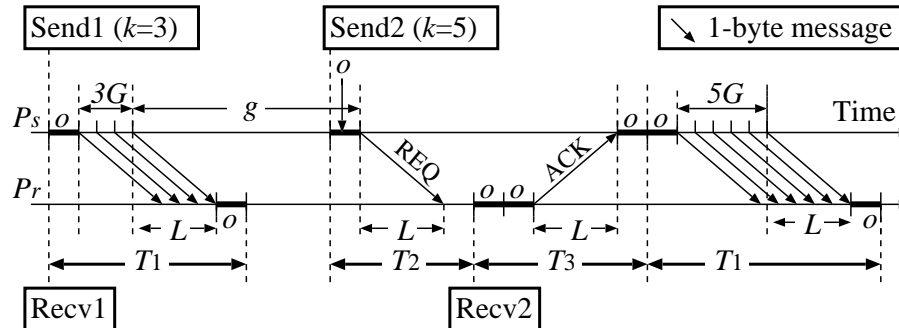 Send1 (k=3)
Send2 (k=5)
1-byte message
o
3G
g
5G
Time
Ps
o
o
o
REQ
ACK
Pr
o
o
o
o
L
L
L
L
T1
T2
T3
T1
Recv1
Recv2